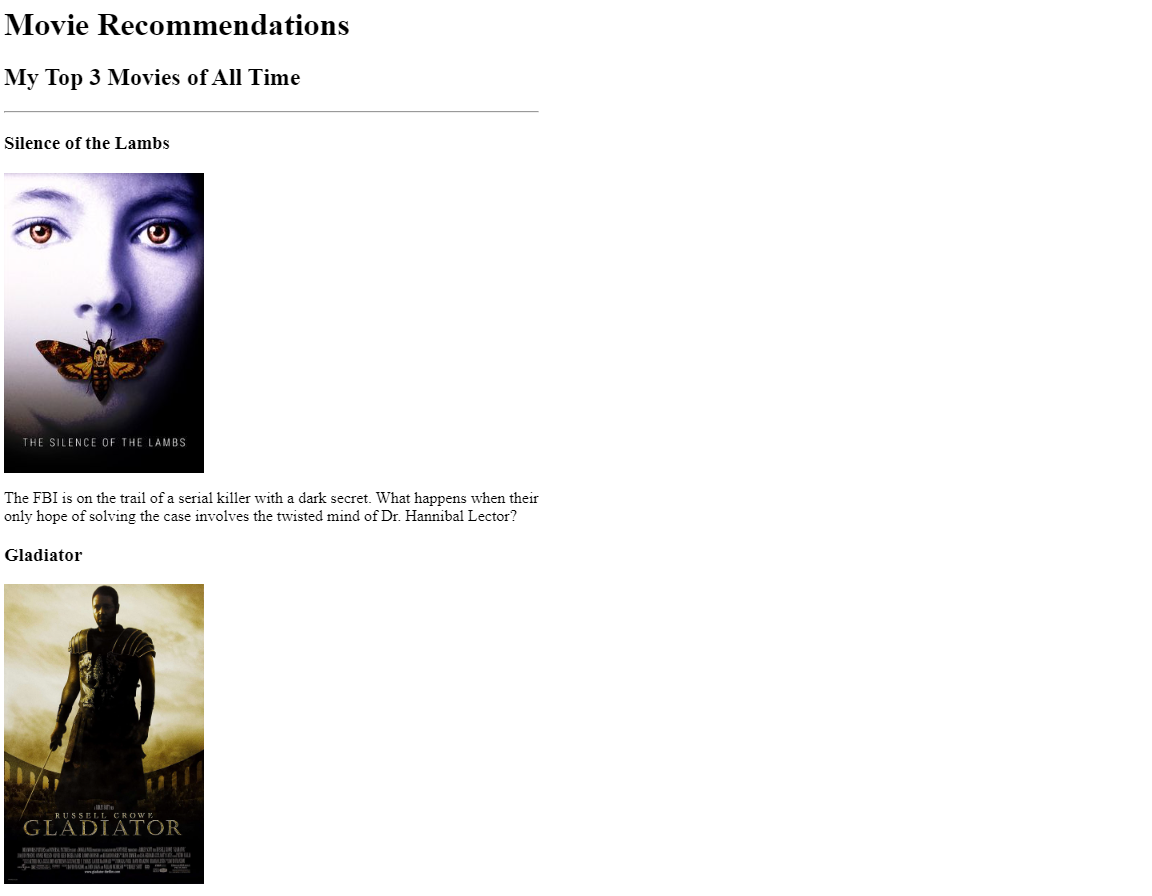 Movie Recommendations
My Top 3 Movies of All Time
Silence of the Lambs
THE SILENCE OF THE LAMBS
The FBI is on the trail of a serial killer with a dark secret. What happens when their
only hope of solving the case involves the twisted mind of Dr. Hannibal Lector?
Gladiator
RUSSELL CROWE
GLADIATOR